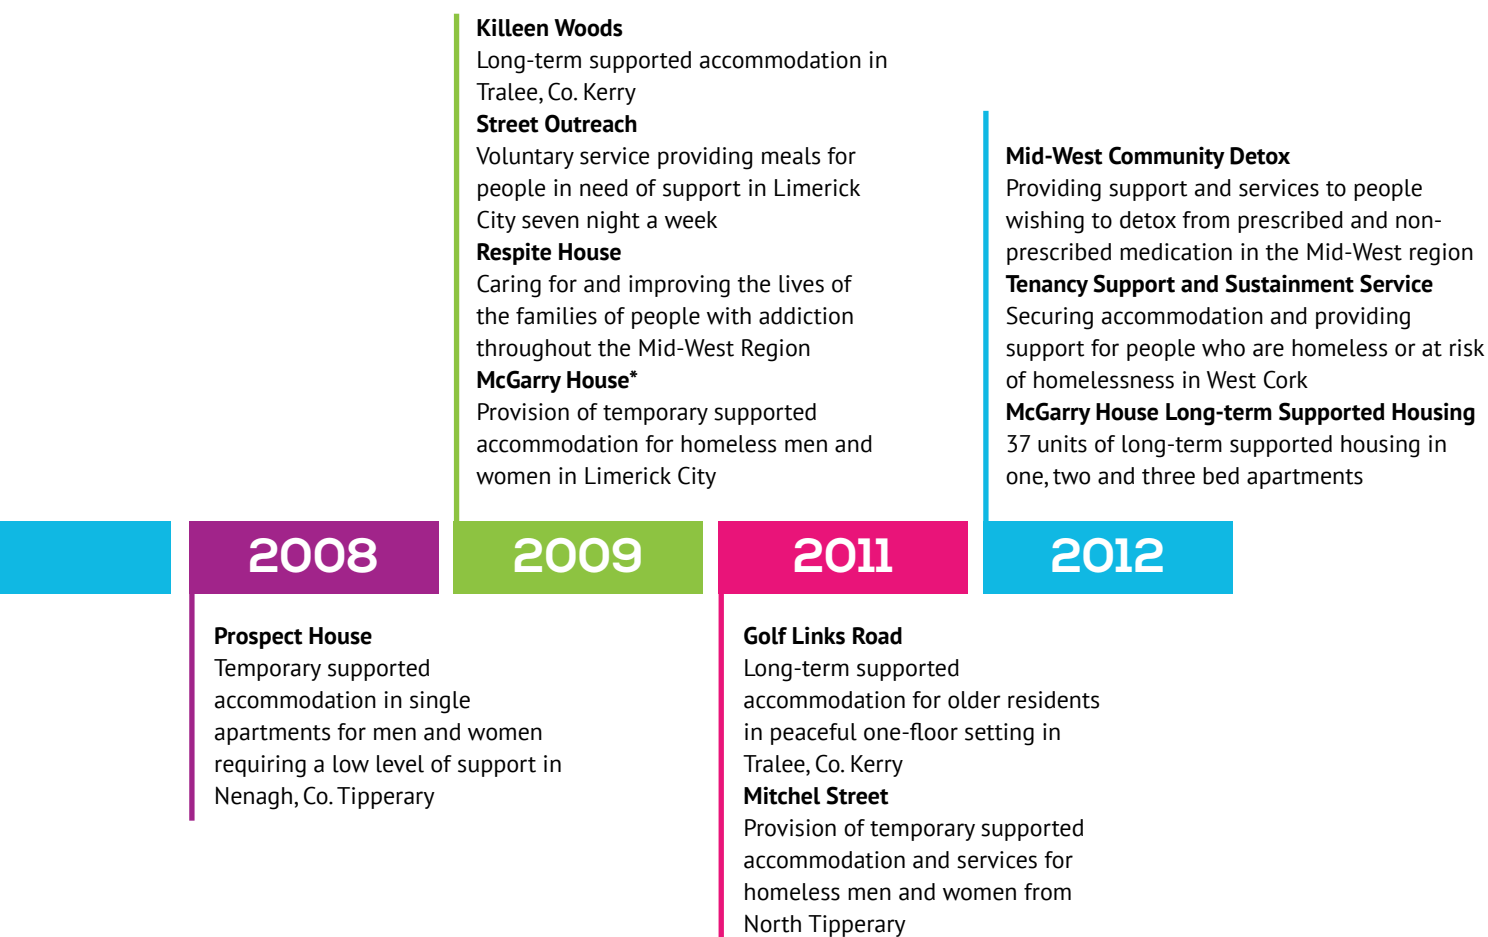 Killeen Woods
Long-term supported accommodation in
Tralee, Co. Kerry
Street Outreach
Voluntary service providing meals for
people in need of support in Limerick
City seven night a week
Respite House
Caring for and improving the lives of
the families of people with addiction
throughout the Mid-West Region
McGarry House*
Provision of temporary supported
accommodation for homeless men and
women in Limerick City
Mid-West Community Detox
Providing support and services to people
wishing to detox from prescribed and non-
prescribed medication in the Mid-West region
Tenancy Support and Sustainment Service
Securing accommodation and providing
support for people who are homeless or at risk
of homelessness in West Cork
McGarry House Long-term Supported Housing
37 units of long-term supported housing in
one, two and three bed apartments
2008
2009
2011
2012
Prospect House
Temporary supported
accommodation in single
apartments for men and women
requiring a low level of support in
Nenagh, Co. Tipperary
Golf Links Road
Long-term supported
accommodation for older residents
in peaceful one-floor setting in
Tralee, Co. Kerry
Mitchel Street
Provision of temporary supported
accommodation and services for
homeless men and women from
North Tipperary